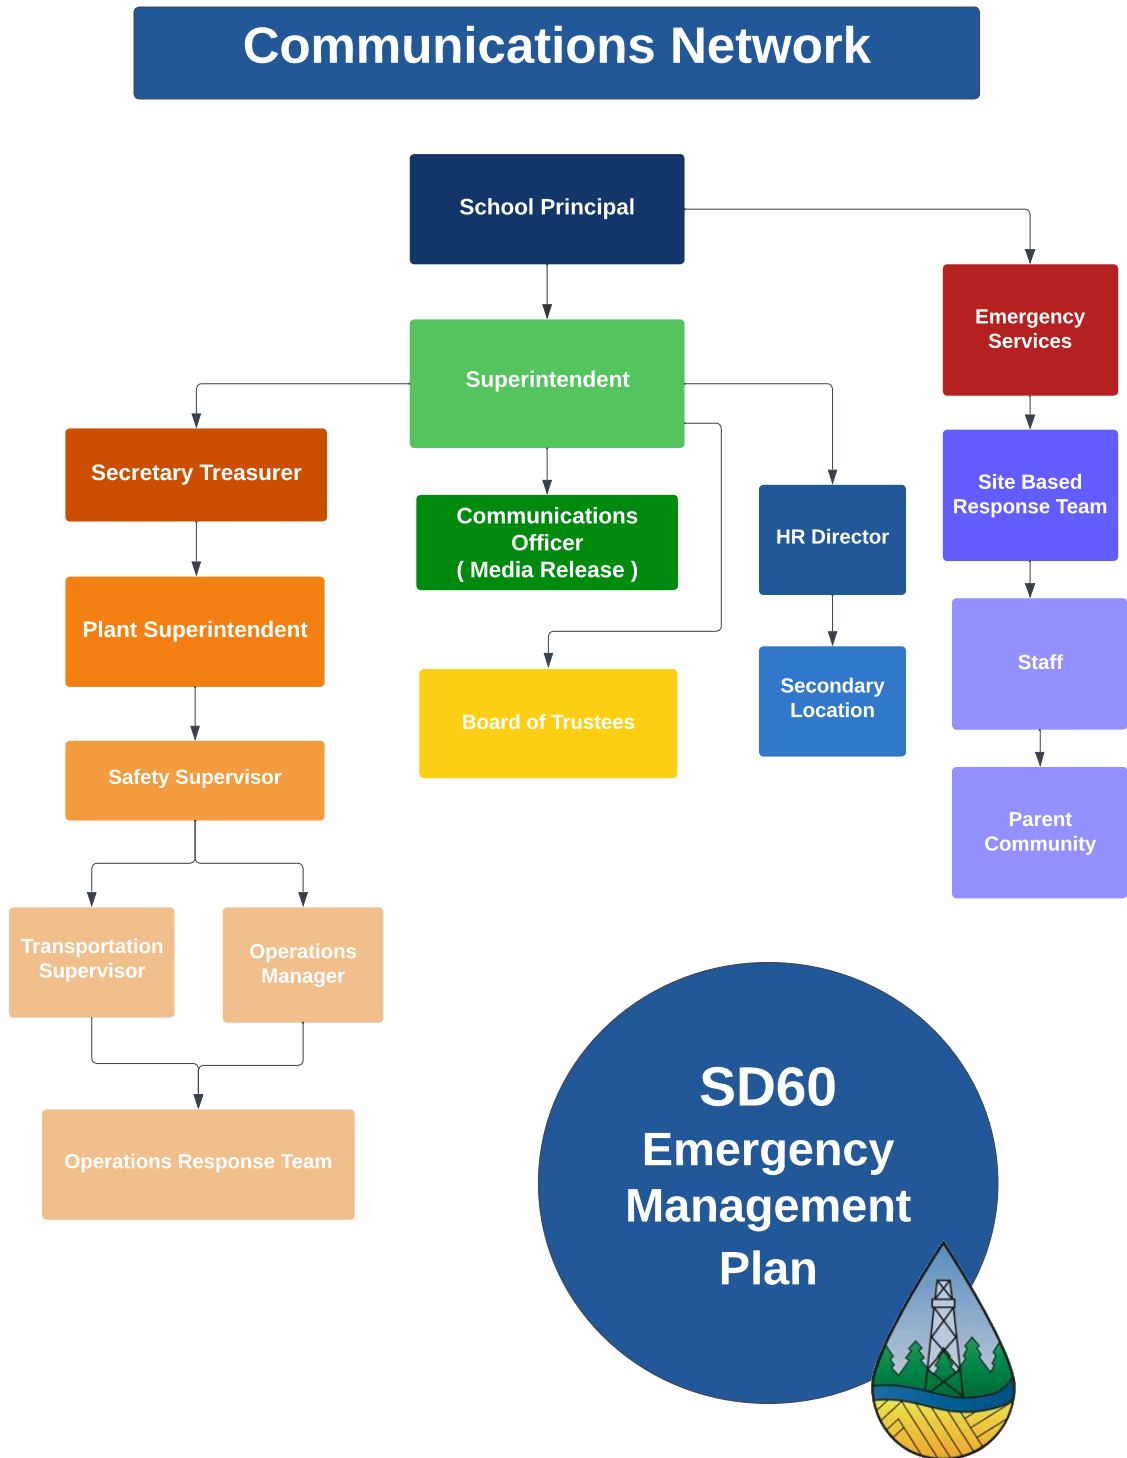 Communications Network
School Principal
Emergency
Services
Superintendent
Secretary Treasurer
Communications
Officer
( Media Release )
HR Director
Site Based
Response Team
Plant Superintendent
Board of Trustees
Secondary
Location
Staff
Safety Supervisor
Parent
Community
Transportation
Supervisor
Operations
Manager
Operations Response Team
SD60
Emergency
Management
Plan